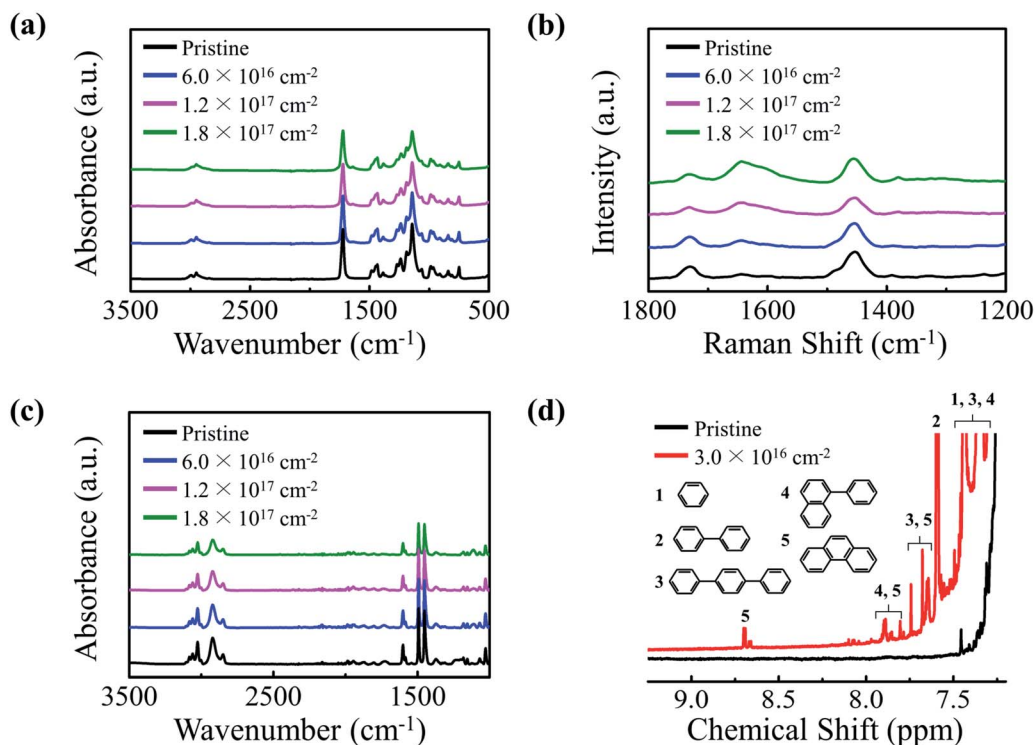 (a)
Absorbance (a.u.)
Pristine
6.0 × 10¹⁶ cm⁻²
1.2 × 10¹⁷ cm⁻²
1.8 × 10¹⁷ cm⁻²
3500 2500 1500 500
Wavenumber (cm⁻¹)
(b)
Intensity (a.u.)
Pristine
6.0 × 10¹⁶ cm⁻²
1.2 × 10¹⁷ cm⁻²
1.8 × 10¹⁷ cm⁻²
1800 1600 1400 1200
Raman Shift (cm⁻¹)
(c)
Absorbance (a.u.)
Pristine
6.0 × 10¹⁶ cm⁻²
1.2 × 10¹⁷ cm⁻²
1.8 × 10¹⁷ cm⁻²
3500 2500 1500
Wavenumber (cm⁻¹)
(d)
Pristine
3.0 × 10¹⁶ cm⁻²
1
2
3
4
5
2
1, 3, 4
3, 5
4, 5
5
9.0 8.5 8.0 7.5
Chemical Shift (ppm)